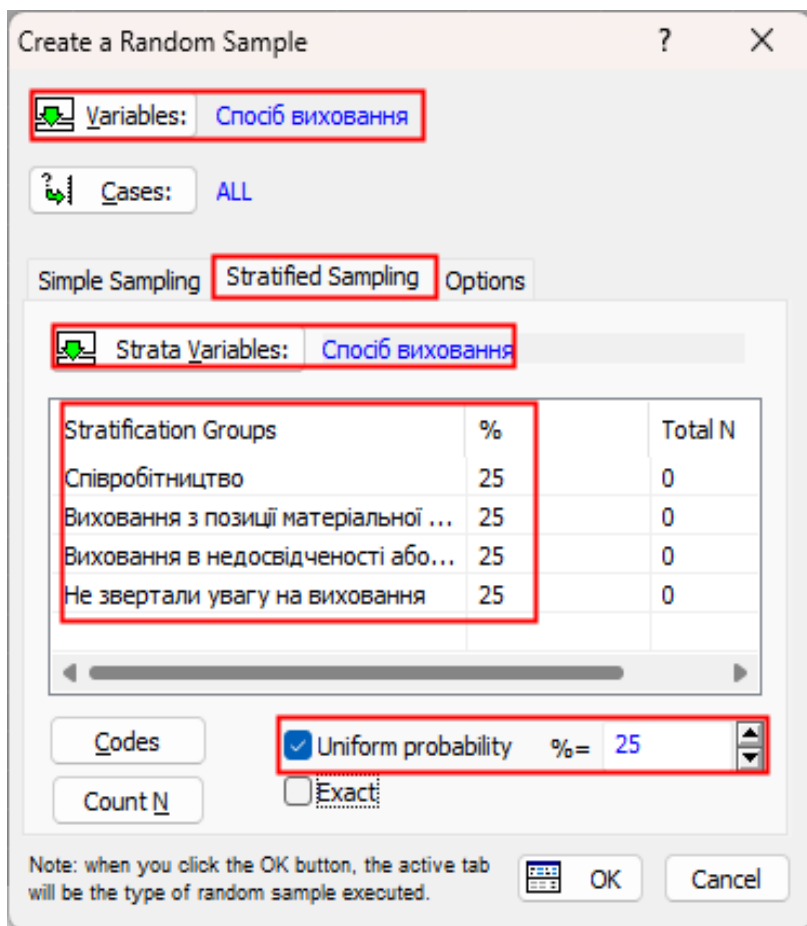 Create a Random Sample ? X
Variables: Спосіб виховання
Cases: ALL
Simple Sampling Stratified Sampling Options
Strata Variables: Спосіб виховання
Stratification Groups % Total N
Співробітництво 25 0
Виховання з позиції матеріальної ... 25 0
Виховання в недосвідченості або... 25 0
Не звертали увагу на виховання 25 0
Codes Uniform probability %= 25
Count N Exact
Note: when you click the OK button, the active tab
will be the type of random sample executed.
OK Cancel